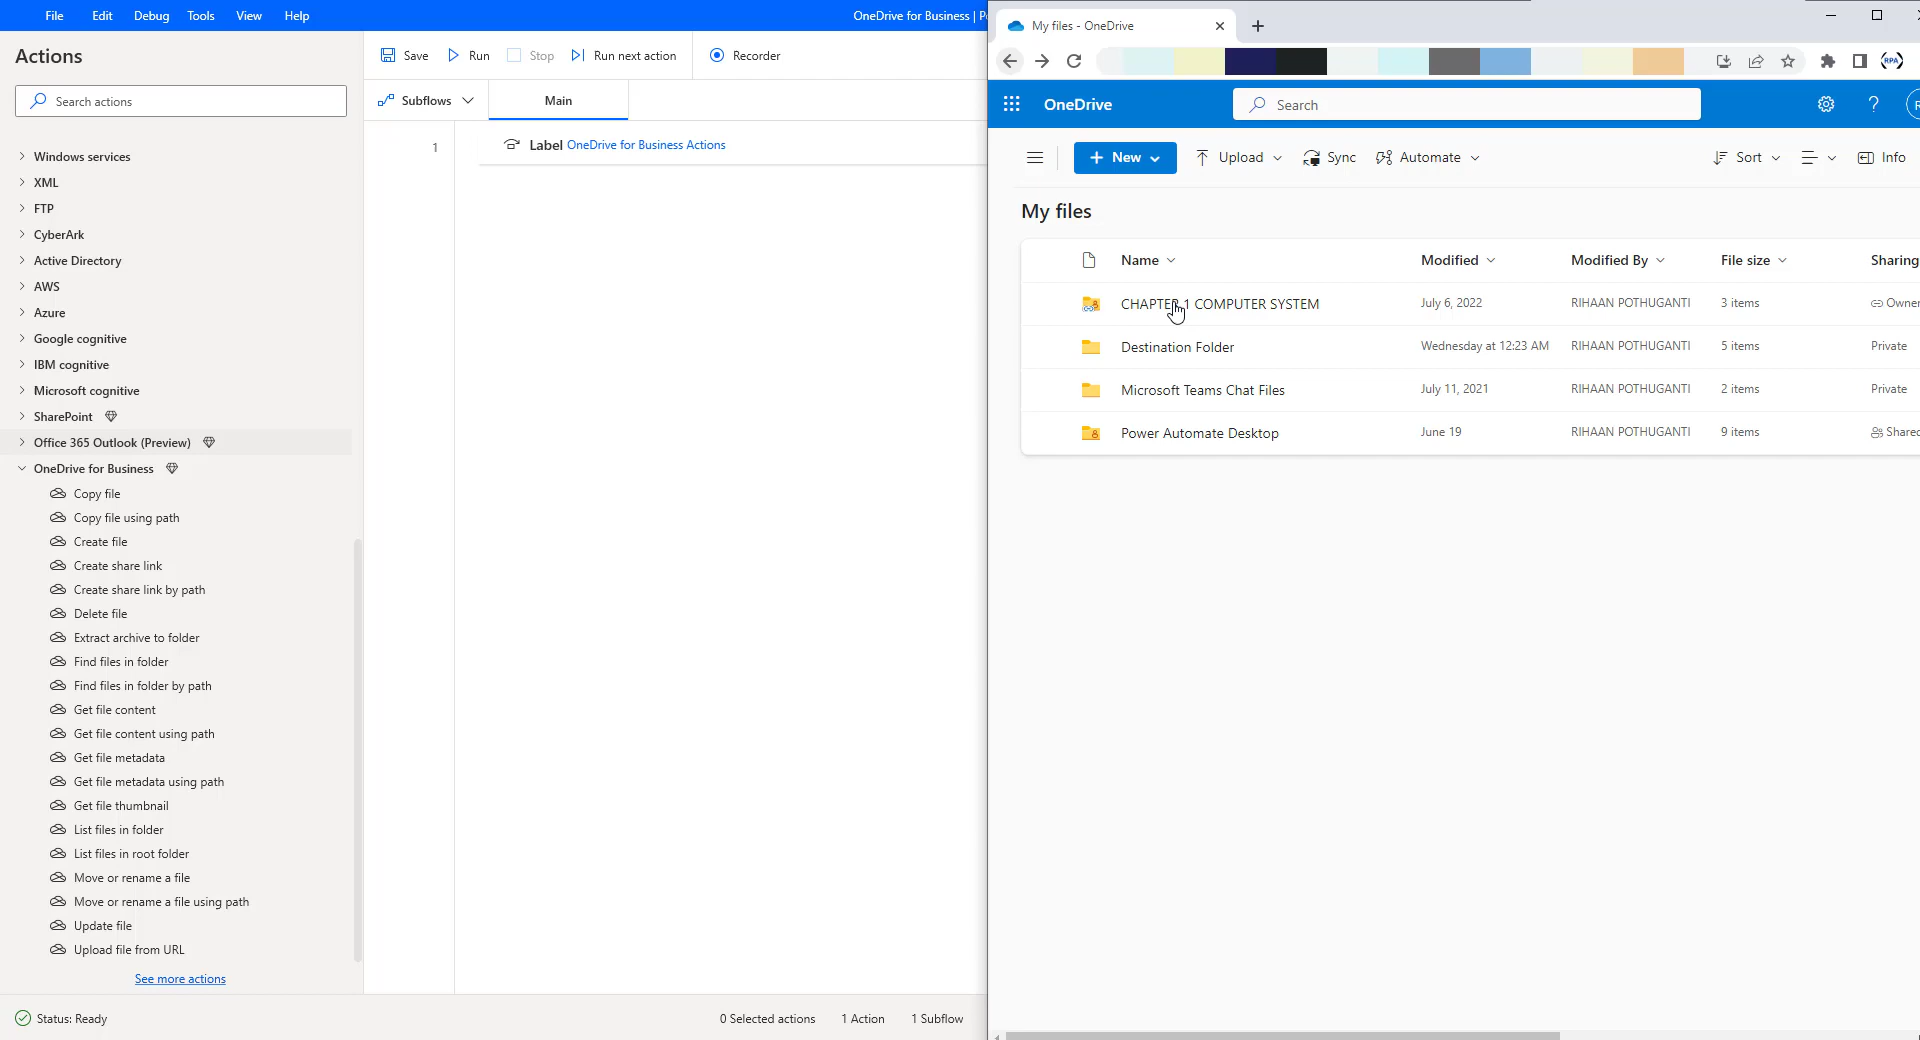 File Edit Debug Tools View Help
OneDrive for Business | P
Actions
Search actions
Windows services
XML
FTP
CyberArk
Active Directory
AWS
Azure
Google cognitive
IBM cognitive
Microsoft cognitive
SharePoint
Office 365 Outlook (Preview)
OneDrive for Business
Copy file
Copy file using path
Create file
Create share link
Create share link by path
Delete file
Extract archive to folder
Find files in folder
Find files in folder by path
Get file content
Get file content using path
Get file metadata
Get file metadata using path
Get file thumbnail
List files in folder
List files in root folder
Move or rename a file
Move or rename a file using path
Update file
Upload file from URL
See more actions
Status: Ready
Save Run Stop Run next action Recorder
Subflows Main
1 Label OneDrive for Business Actions
0 Selected actions 1 Action 1 Subflow
My files - OneDrive
RPA
OneDrive
Search
New Upload Sync Automate Sort Info
My files
Name Modified Modified By File size Sharing
CHAPTER 1 COMPUTER SYSTEM July 6, 2022 RIHAAN POTHUGANTI 3 items Owner
Destination Folder Wednesday at 12:23 AM RIHAAN POTHUGANTI 5 items Private
Microsoft Teams Chat Files July 11, 2021 RIHAAN POTHUGANTI 2 items Private
Power Automate Desktop June 19 RIHAAN POTHUGANTI 9 items Shared